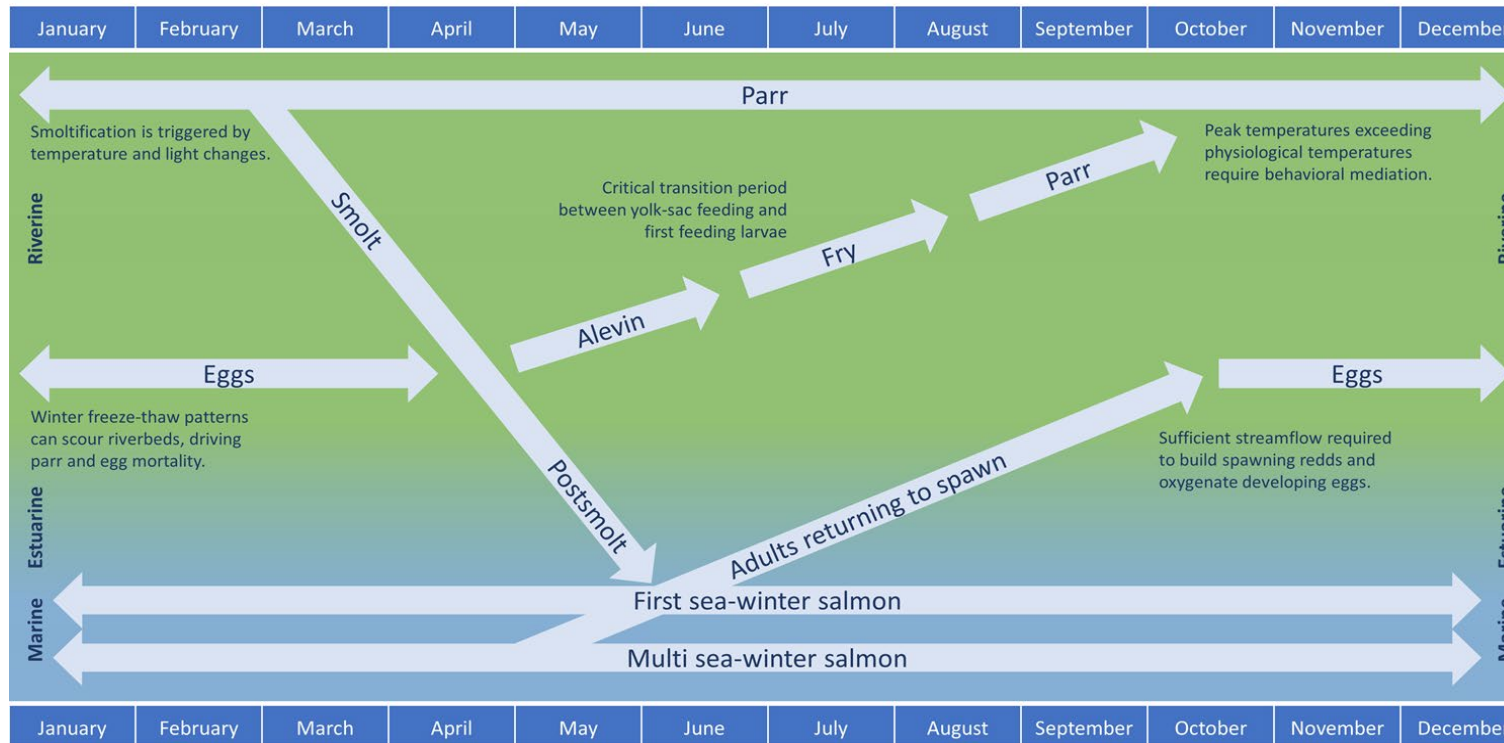 January February March April May June July August September October November December
Parr
Smoltification is triggered by
temperature and light changes.
Peak temperatures exceeding
physiological temperatures
require behavioral mediation.
Riverine
Smolt
Critical transition period
between yolk-sac feeding and
first feeding larvae
Parr
Fry
Alevin
Riverine
Eggs
Eggs
Winter freeze-thaw patterns
can scour riverbeds, driving
parr and egg mortality.
Sufficient streamflow required
to build spawning redds and
oxygenate developing eggs.
Estuarine
Postsmolt
Adults returning to spawn
Estuarine
Marine
First sea-winter salmon
Multi sea-winter salmon
Marine
January February March April May June July August September October November December